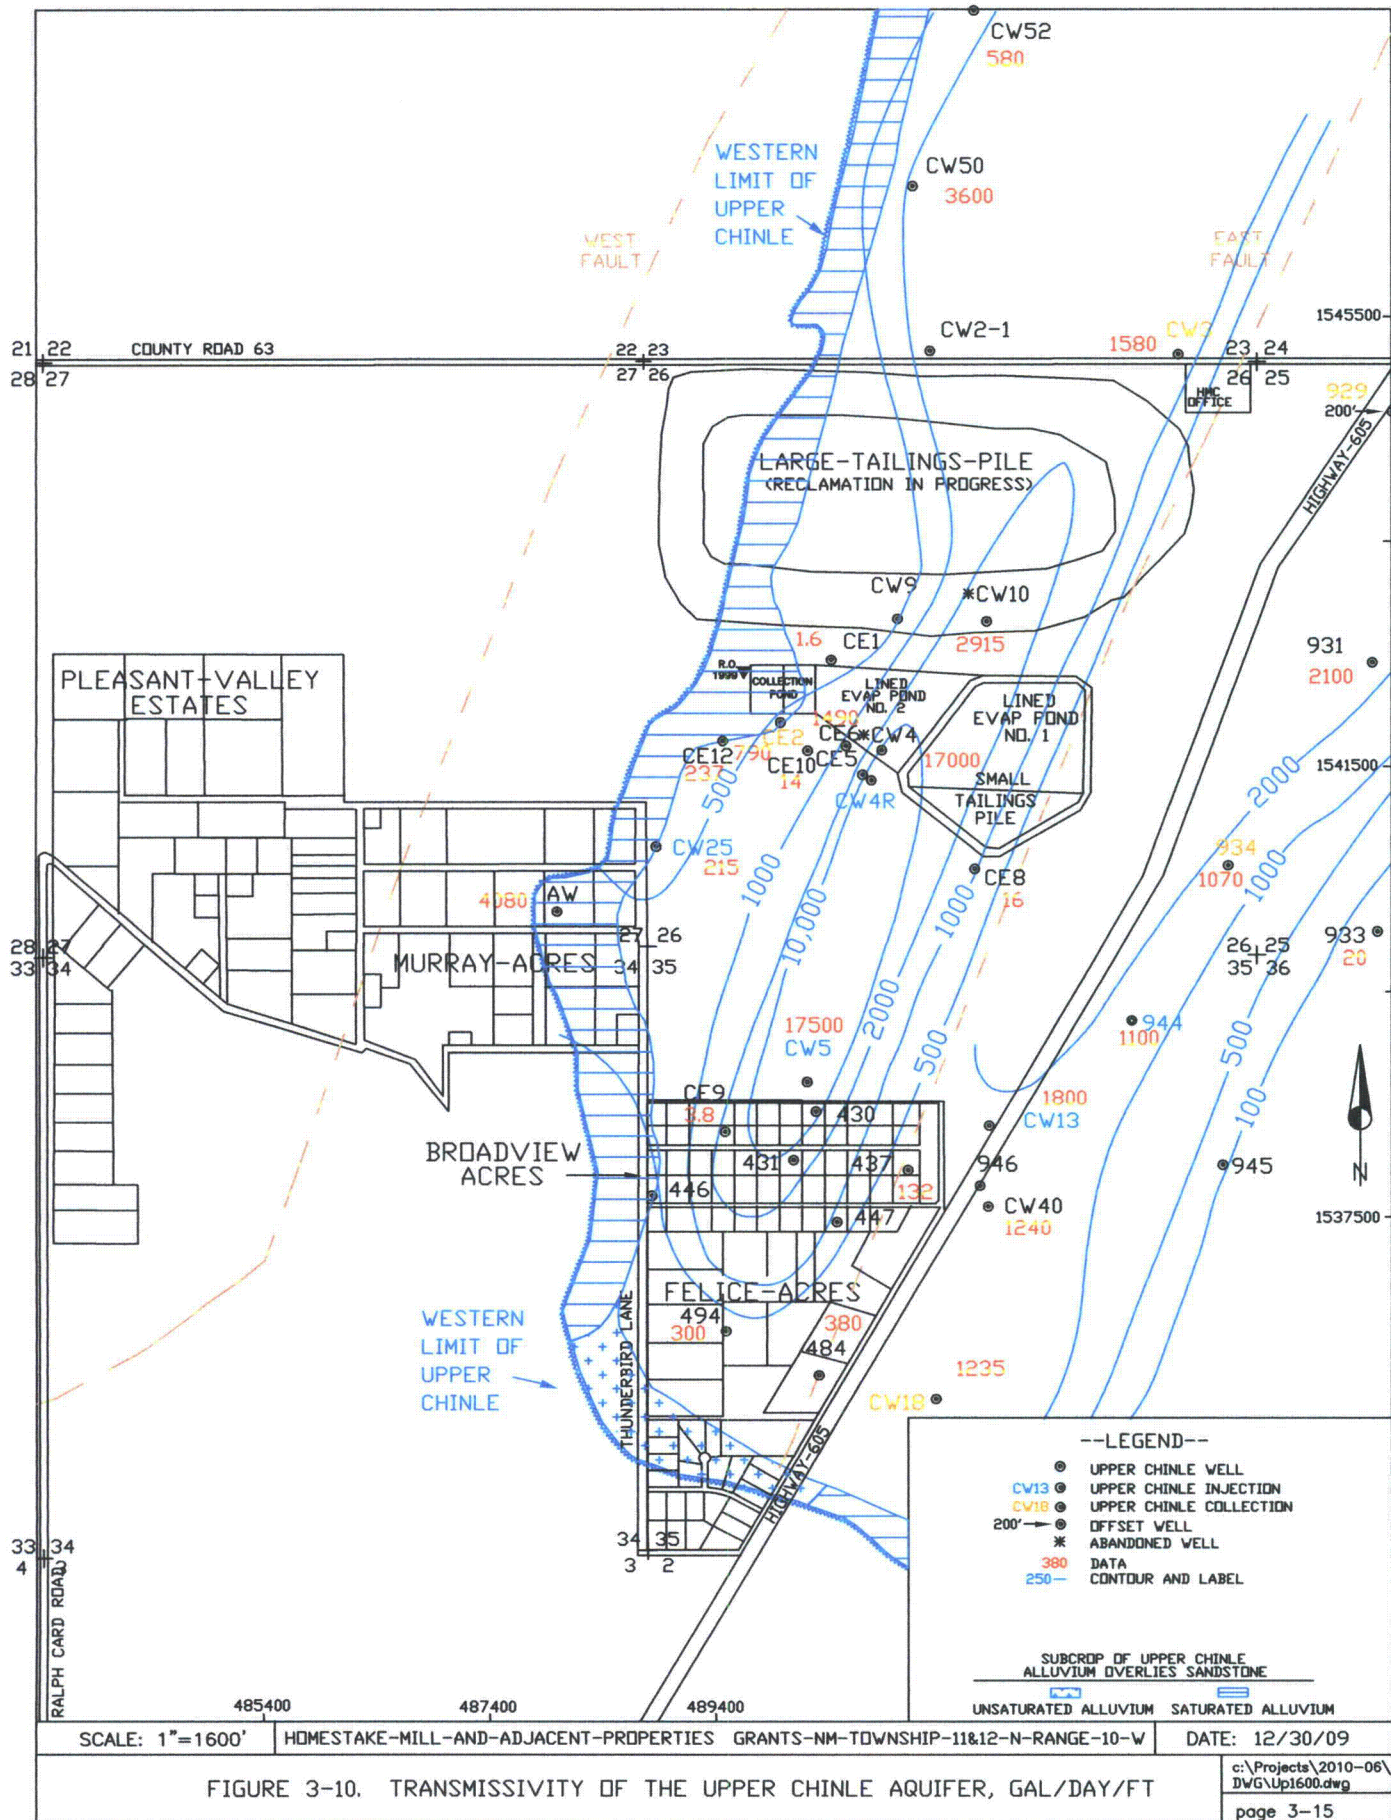 CW52
580
WESTERN
LIMIT OF
UPPER
CHINLE
CW50
3600
WEST
FAULT
EAST
FAULT
1545500
CW2-1
1580
CW3
21 22
28 27
COUNTY ROAD 63
22 23
27 26
23 24
26 25
HMC
OFFICE
929
200'
HIGHWAY-605
LARGE-TAILINGS-PILE
(RECLAMATION IN PROGRESS)
CW9
CW10
2915
1.6
CE1
931
2100
PLEASANT-VALLEY
ESTATES
R.O.
1999
COLLECTION
POND
LINED
EVAP POND
NO. 2
LINED
EVAP POND
NO. 1
1490
CE2
CE6
CW4
CE12
790
CE10
CE5
237
14
17000
SMALL
TAILINGS
PILE
1541500
500
CW4R
2000
CW25
215
934
1070
1000
CE8
16
1000
1000
4080
AW
10,000
28 27
33 34
27 26
34 35
26 25
35 36
933
20
MURRAY-ACRES
2000
500
17500
CW5
944
1100
500
100
CE9
3.8
430
1800
CW13
BROADVIEW
ACRES
431
437
946
945
446
132
CW40
1240
447
1537500
N
FELICE-ACRES
WESTERN
LIMIT OF
UPPER
CHINLE
THUNDERBIRD LANE
494
300
380
484
1235
CW18
HIGHWAY-605
--LEGEND--
UPPER CHINLE WELL
CW13 UPPER CHINLE INJECTION
CW18 UPPER CHINLE COLLECTION
200' OFFSET WELL
ABANDONED WELL
380 DATA
250 CONTOUR AND LABEL
SUBCROP OF UPPER CHINLE
ALLUVIUM OVERLIES SANDSTONE
UNSATURATED ALLUVIUM SATURATED ALLUVIUM
33 34
4 3
34 35
3 2
RALPH CARD ROAD
485400
487400
489400
SCALE: 1"=1600'
HOMESTAKE-MILL-AND-ADJACENT-PROPERTIES GRANTS-NM-TOWNSHIP-11&12-N-RANGE-10-W
DATE: 12/30/09
FIGURE 3-10. TRANSMISSIVITY OF THE UPPER CHINLE AQUIFER, GAL/DAY/FT
c:\Projects\2010-06\
DWG\Up1600.dwg
page 3-15